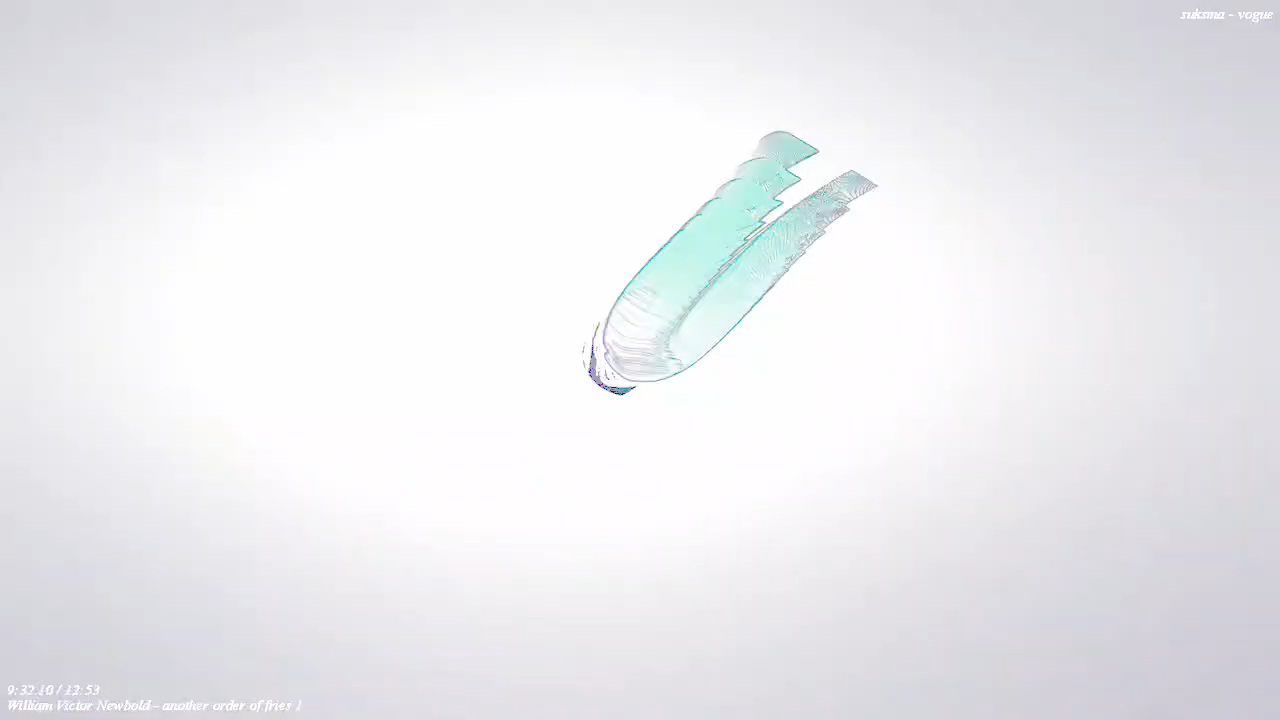 suksma - vogue
9:32.10 / 12:53
William Victor Newbold - another order of fries 1